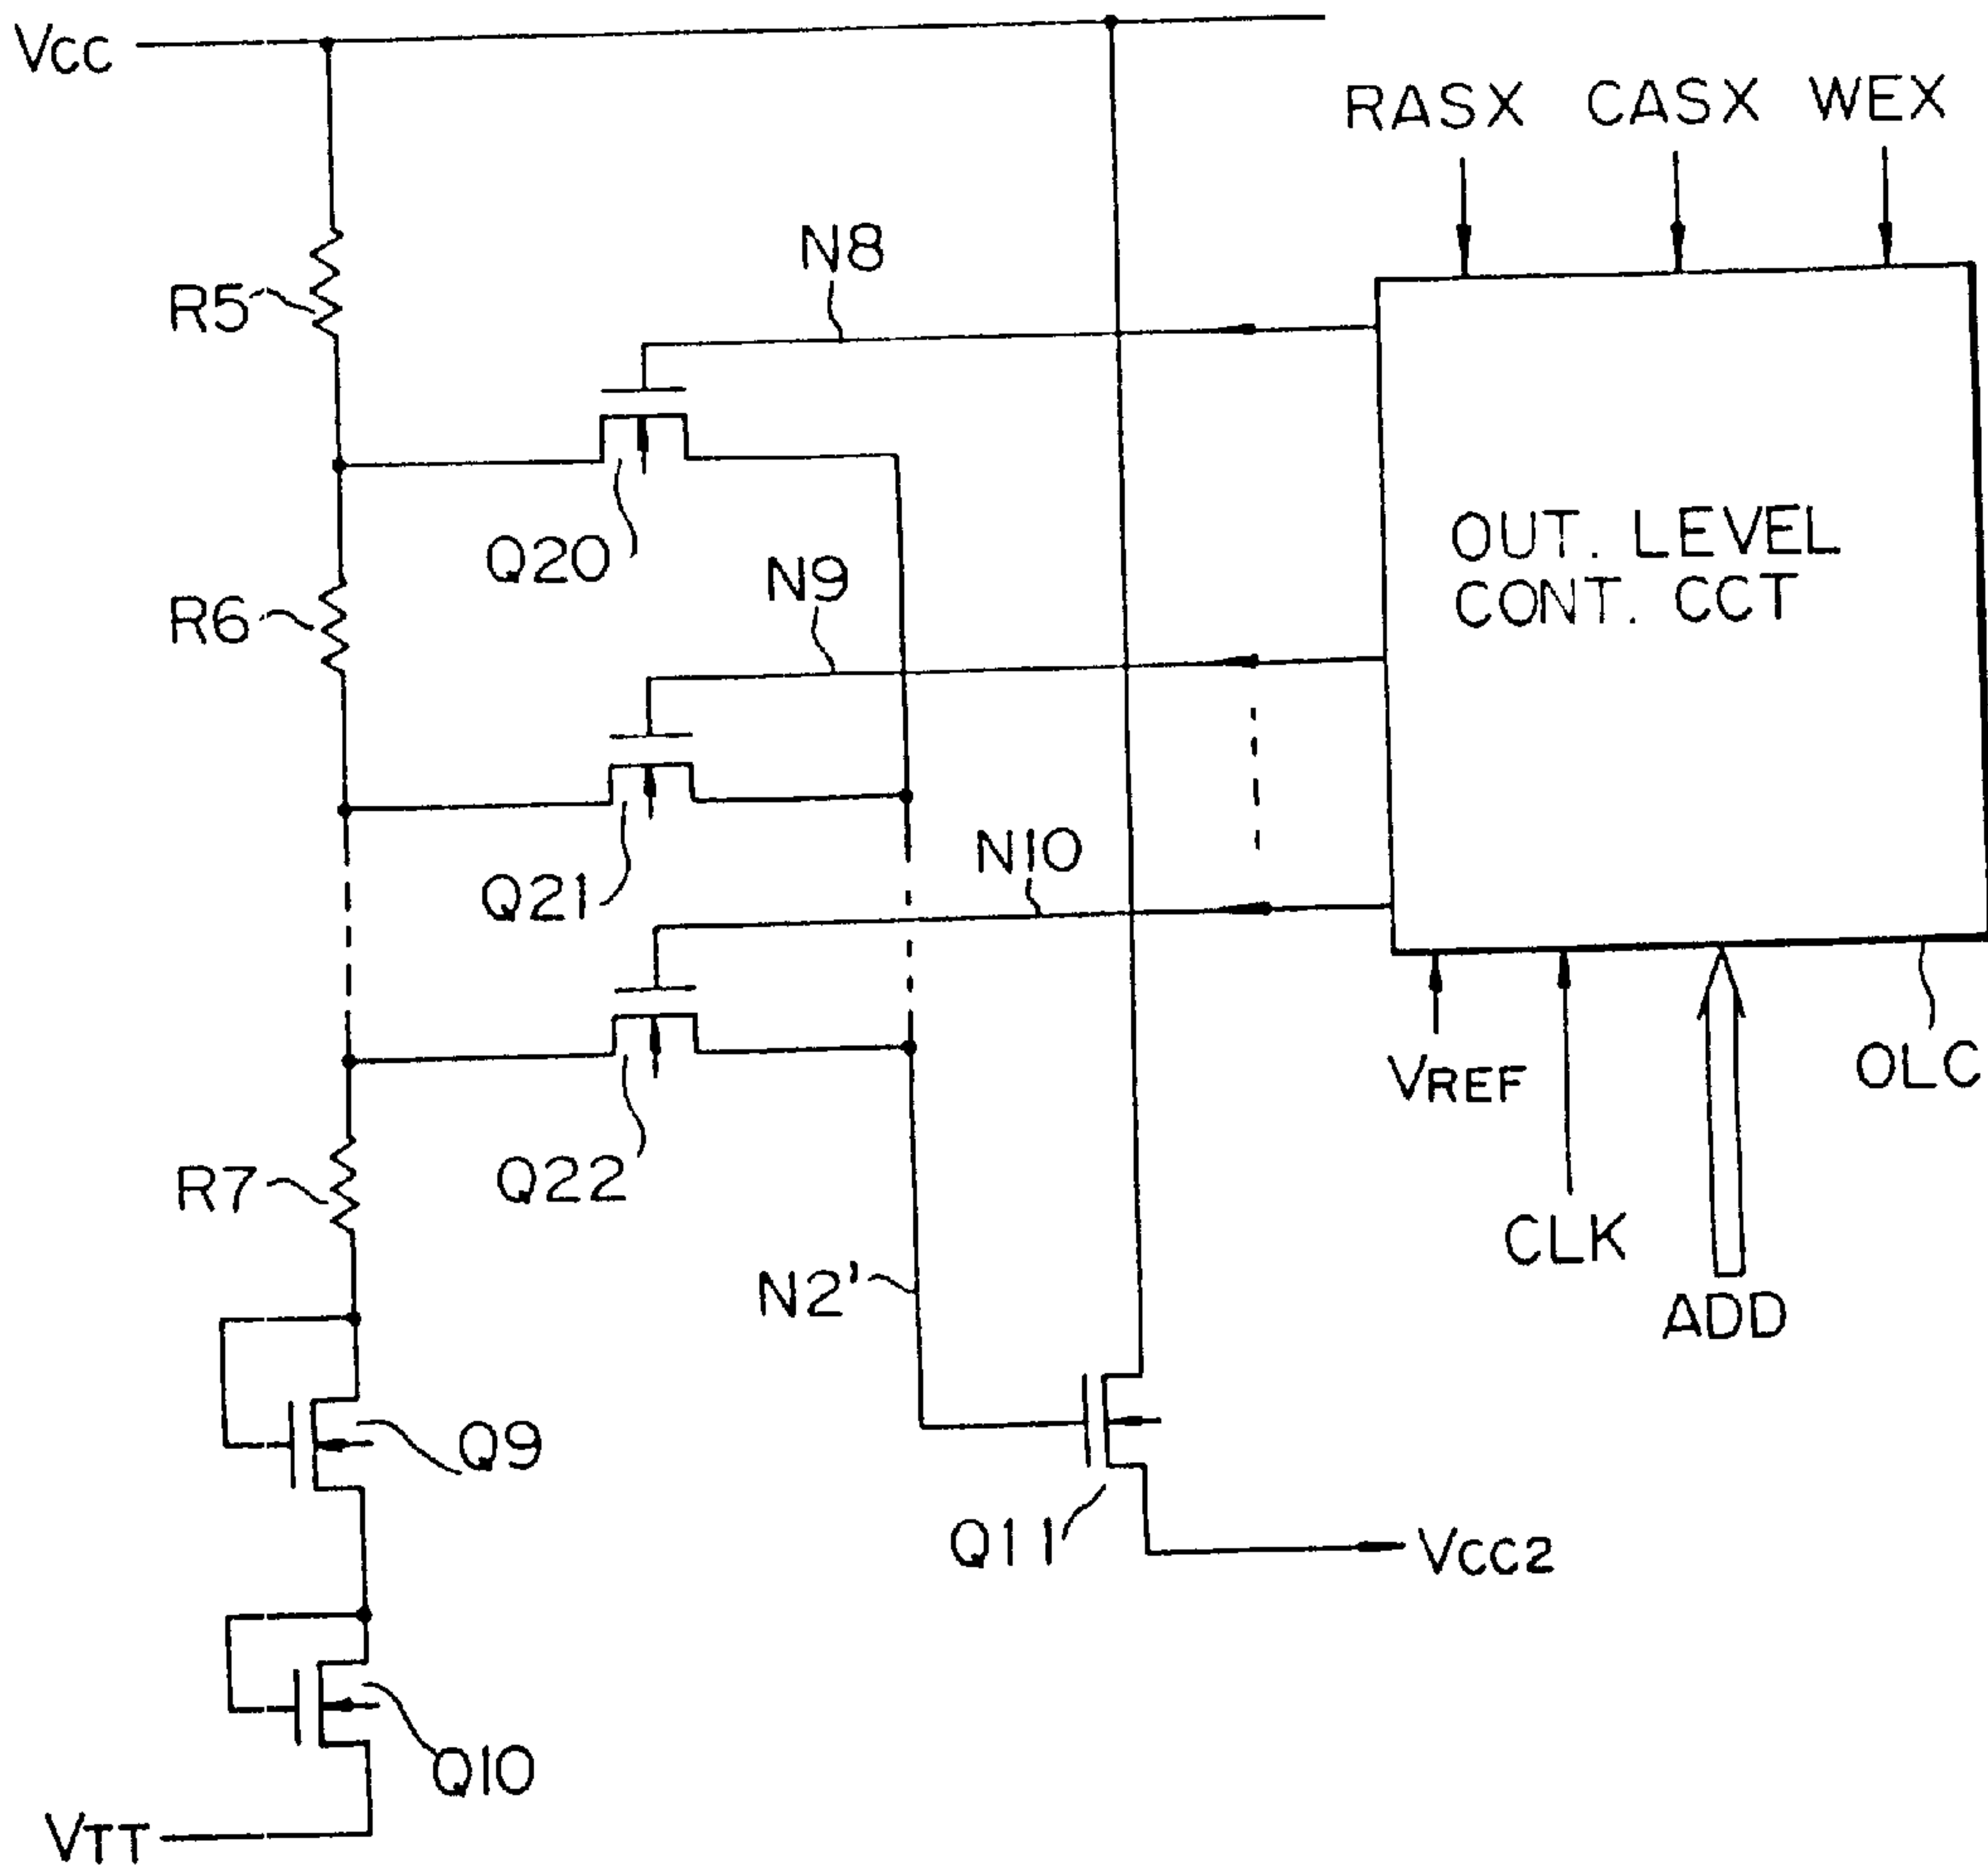 VCC
RASX CASX WEX
N8
R5
OUT. LEVEL
CONT. CCT
Q20
N9
R6
N10
Q21
VREF
OLC
R7
Q22
CLK
N2'
ADD
Q9
Q11
VCC2
Q10
VTT